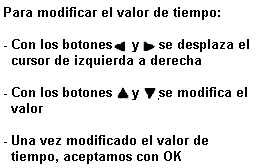 Para modificar el valor de tiempo:
- Con los botones ◀ y ▶ se desplaza el
cursor de izquierda a derecha
- Con los botones ▲ y ▼ se modifica el
valor
- Una vez modificado el valor de
tiempo, aceptamos con OK